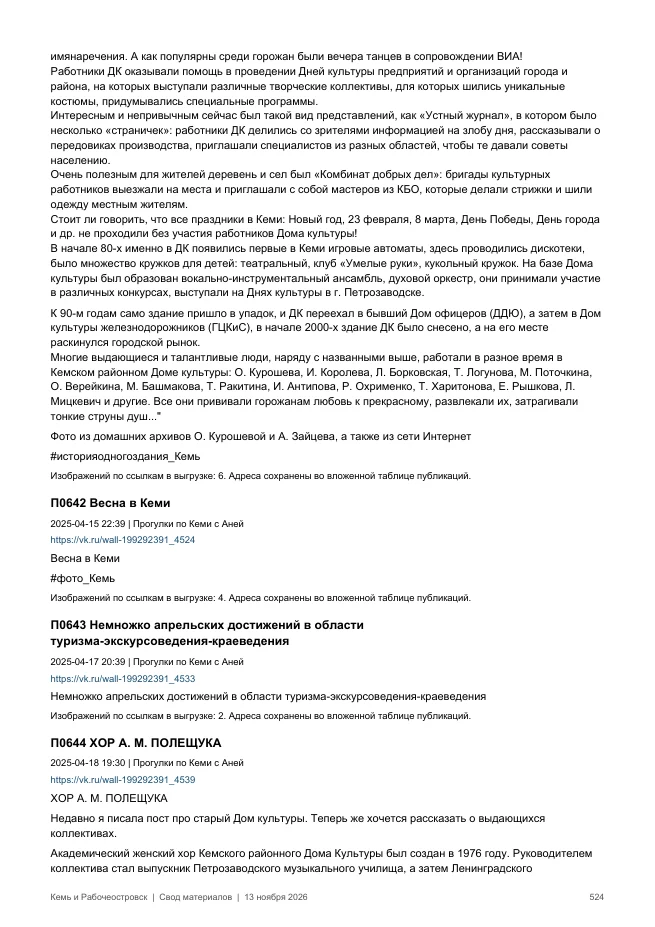 имянаречения. А как популярны среди горожан были вечера танцев в сопровождении ВИА!
Работники ДК оказывали помощь в проведении Дней культуры предприятий и организаций города и
района, на которых выступали различные творческие коллективы, для которых шились уникальные
костюмы, придумывались специальные программы.
Интересным и непривычным сейчас был такой вид представлений, как «Устный журнал», в котором было
несколько «страничек»: работники ДК делились со зрителями информацией на злобу дня, рассказывали о
передовиках производства, приглашали специалистов из разных областей, чтобы те давали советы
населению.
Очень полезным для жителей деревень и сел был «Комбинат добрых дел»: бригады культурных
работников выезжали на места и приглашали с собой мастеров из КБО, которые делали стрижки и шили
одежду местным жителям.
Стоит ли говорить, что все праздники в Кеми: Новый год, 23 февраля, 8 марта, День Победы, День города
и др. не проходили без участия работников Дома культуры!
В начале 80-х именно в ДК появились первые в Кеми игровые автоматы, здесь проводились дискотеки,
было множество кружков для детей: театральный, клуб «Умелые руки», кукольный кружок. На базе Дома
культуры был образован вокально-инструментальный ансамбль, духовой оркестр, они принимали участие
в различных конкурсах, выступали на Днях культуры в г. Петрозаводске.
К 90-м годам само здание пришло в упадок, и ДК переехал в бывший Дом офицеров (ДДЮ), а затем в Дом
культуры железнодорожников (ГЦКиС), в начале 2000-х здание ДК было снесено, а на его месте
раскинулся городской рынок.
Многие выдающиеся и талантливые люди, наряду с названными выше, работали в разное время в
Кемском районном Доме культуры: О. Курошева, И. Королева, Л. Борковская, Т. Логунова, М. Поточкина,
О. Верейкина, М. Башмакова, Т. Ракитина, И. Антипова, Р. Охрименко, Т. Харитонова, Е. Рышкова, Л.
Мицкевич и другие. Все они прививали горожанам любовь к прекрасному, развлекали их, затрагивали
тонкие струны душ..."
Фото из домашних архивов О. Курошевой и А. Зайцева, а также из сети Интернет
#историяодногоздания_Кемь
Изображений по ссылкам в выгрузке: 6. Адреса сохранены во вложенной таблице публикаций.
П0642 Весна в Кеми
2025-04-15 22:39 | Прогулки по Кеми с Аней
https://vk.ru/wall-199292391_4524
Весна в Кеми
#фото_Кемь
Изображений по ссылкам в выгрузке: 4. Адреса сохранены во вложенной таблице публикаций.
П0643 Немножко апрельских достижений в области
туризма-экскурсоведения-краеведения
2025-04-17 20:39 | Прогулки по Кеми с Аней
https://vk.ru/wall-199292391_4533
Немножко апрельских достижений в области туризма-экскурсоведения-краеведения
Изображений по ссылкам в выгрузке: 2. Адреса сохранены во вложенной таблице публикаций.
П0644 ХОР А. М. ПОЛЕЩУКА
2025-04-18 19:30 | Прогулки по Кеми с Аней
https://vk.ru/wall-199292391_4539
ХОР А. М. ПОЛЕЩУКА
Недавно я писала пост про старый Дом культуры. Теперь же хочется рассказать о выдающихся
коллективах.
Академический женский хор Кемского районного Дома Культуры был создан в 1976 году. Руководителем
коллектива стал выпускник Петрозаводского музыкального училища, а затем Ленинградского
Кемь и Рабочеостровск | Свод материалов | 13 ноября 2026
524